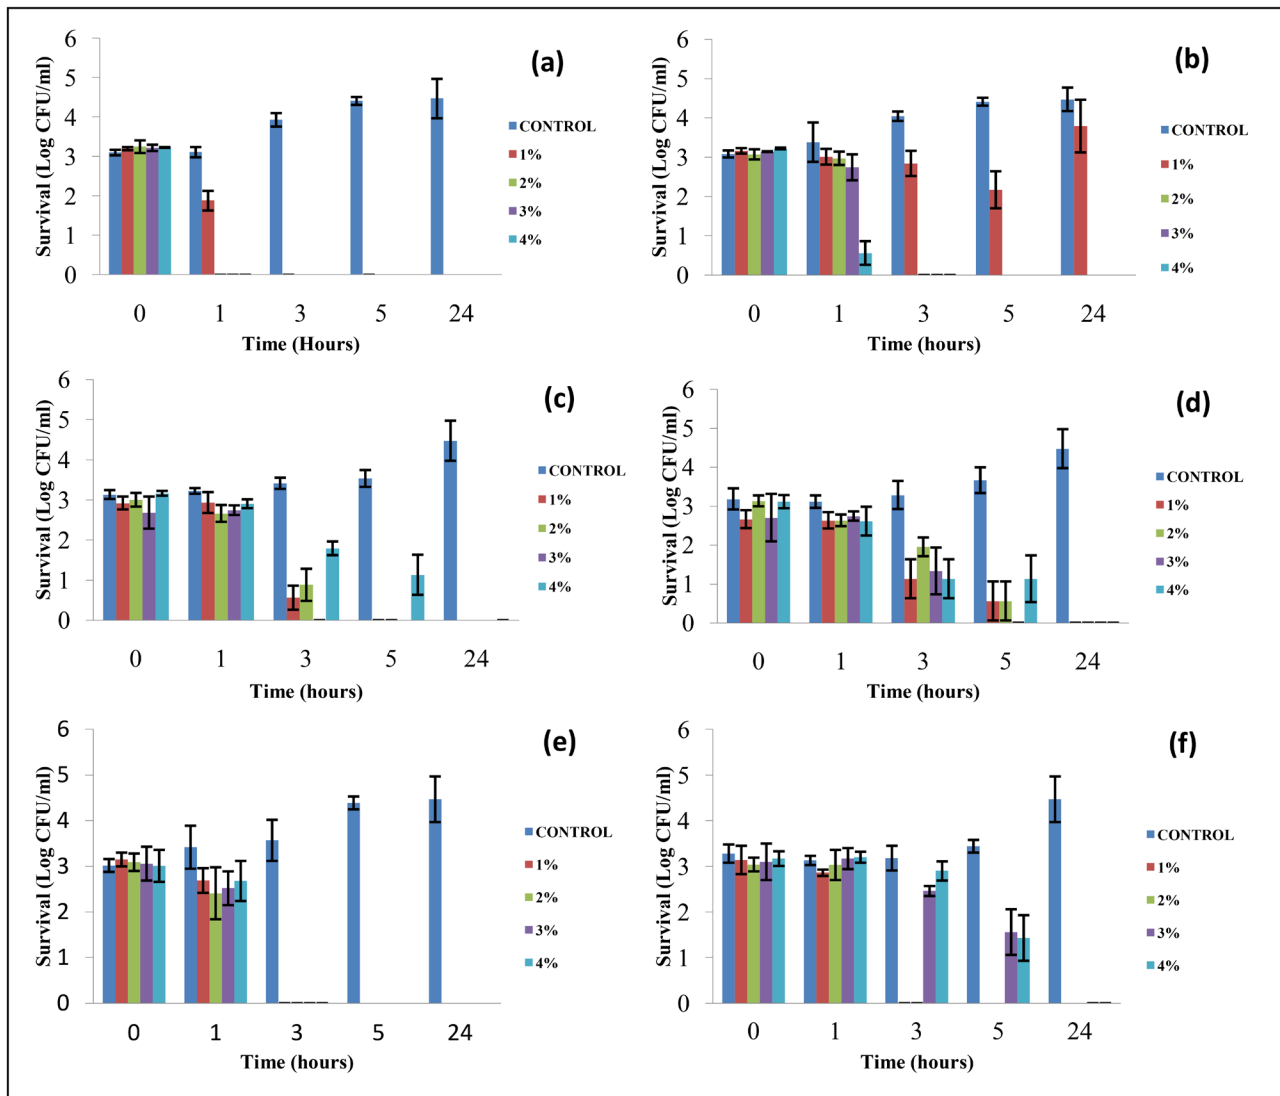 (a)
Survival (Log CFU/ml)
6
5
4
3
2
1
0
0 1 3 5 24
Time (Hours)
CONTROL
1%
2%
3%
4%
(b)
Survival (Log CFU/ml)
6
5
4
3
2
1
0
0 1 3 5 24
Time (hours)
CONTROL
1%
2%
3%
4%
(c)
Survival (Log CFU/ml)
6
5
4
3
2
1
0
0 1 3 5 24
Time (hours)
CONTROL
1%
2%
3%
4%
(d)
Survival (Log CFU/ml)
6
5
4
3
2
1
0
0 1 3 5 24
Time (hours)
CONTROL
1%
2%
3%
4%
(e)
Survival (Log CFU/ml)
6
5
4
3
2
1
0
0 1 3 5 24
Time (hours)
CONTROL
1%
2%
3%
4%
(f)
Survival (Log CFU/ml)
6
5
4
3
2
1
0
0 1 3 5 24
Time (hours)
CONTROL
1%
2%
3%
4%